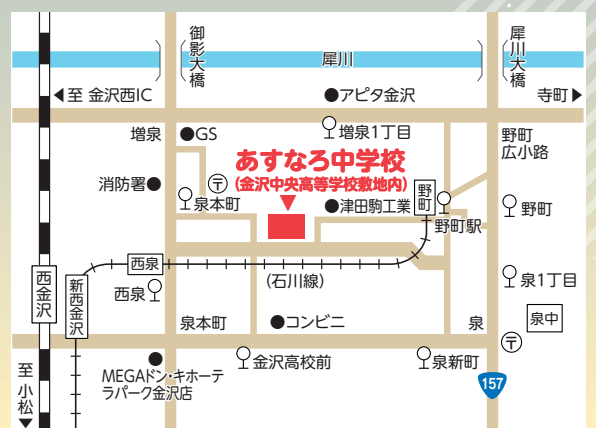 御影大橋
犀川
犀川大橋
至 金沢西IC
アピタ金沢
寺町
増泉
GS
増泉1丁目
野町
広小路
あすなろ中学校
(金沢中央高等学校敷地内)
消防署
泉本町
津田駒工業
野町
野町駅
野町
西泉
(石川線)
西金沢
新西金沢
西泉
泉1丁目
泉中
泉本町
コンビニ
泉
至 小松
MEGAドン・キホーテ
ラパーク金沢店
金沢高校前
泉新町
157